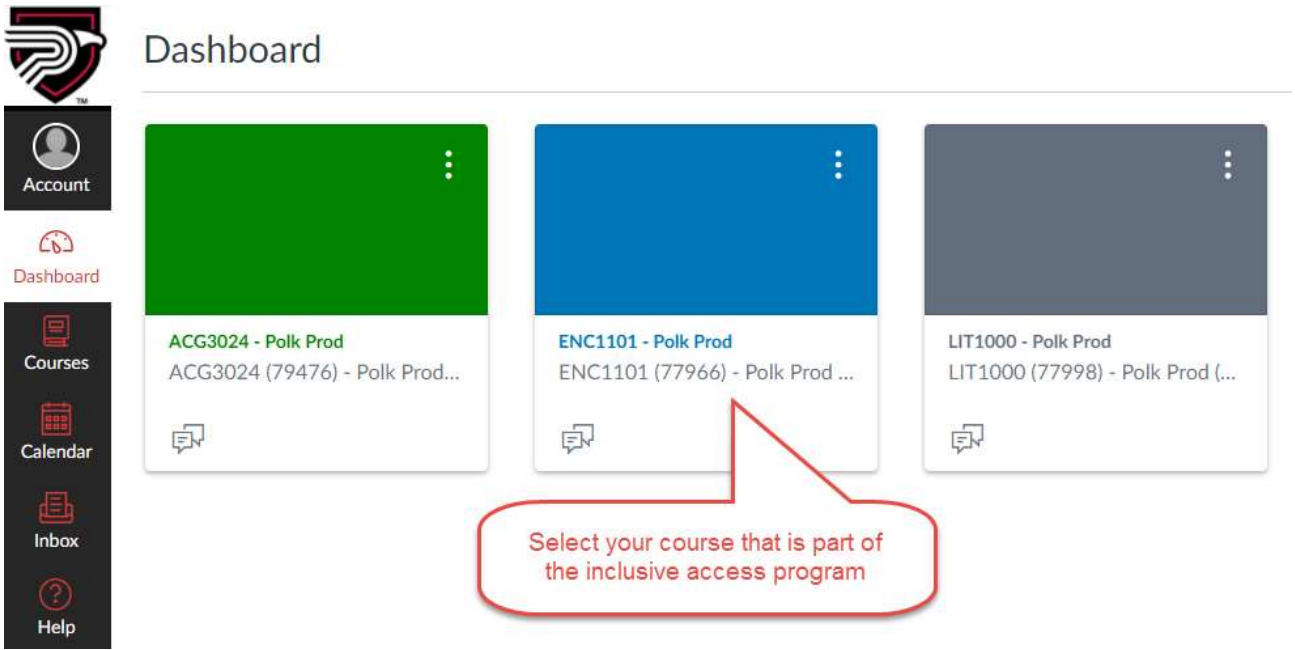 Dashboard
TM
Account
Dashboard
Courses
Calendar
Inbox
Help
ACG3024 - Polk Prod
ACG3024 (79476) - Polk Prod...
ENC1101 - Polk Prod
ENC1101 (77966) - Polk Prod ...
LIT1000 - Polk Prod
LIT1000 (77998) - Polk Prod (...
Select your course that is part of
the inclusive access program